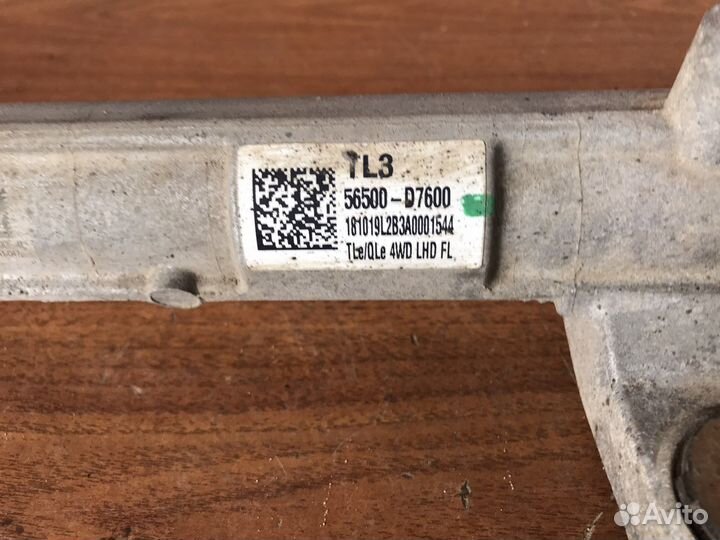 TL3
56500-D7600
181019L2B3A0001544
TLe/QLe 4WD LHD FL
Avito